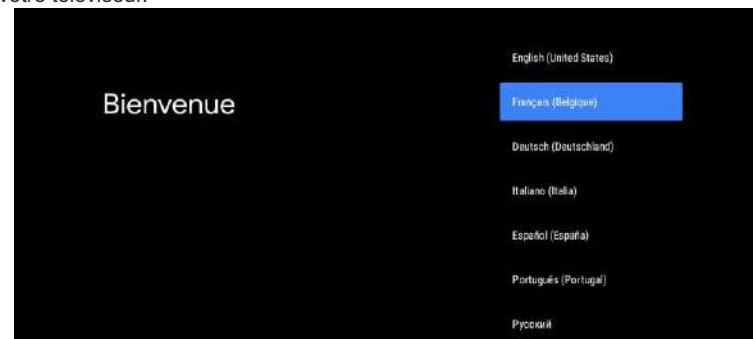 votre téléviseur.
Bienvenue
English (United States)
Français (Belgique)
Deutsch (Deutschland)
Italiano (Italia)
Español (España)
Português (Portugal)
Русский